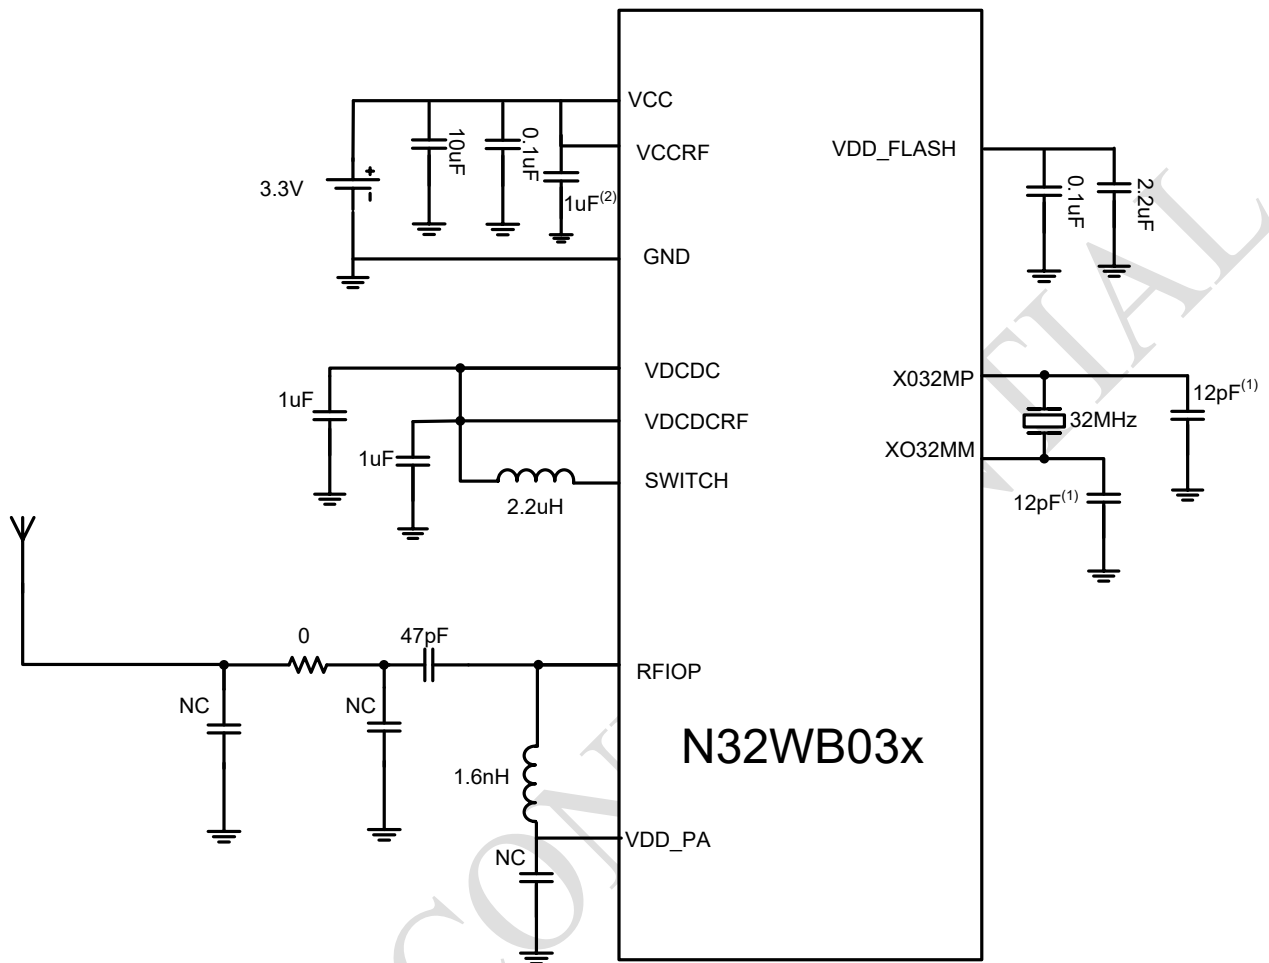 VCC
VCCRF
VDD_FLASH
10uF
0.1uF
1uF(2)
0.1uF
2.2uF
+
-
3.3V
GND
VDCDC
X032MP
1uF
12pF(1)
VDCDCRF
32MHz
XO32MM
1uF
SWITCH
2.2uH
12pF(1)
0
47pF
RFIOP
NC
NC
N32WB03x
1.6nH
VDD_PA
NC